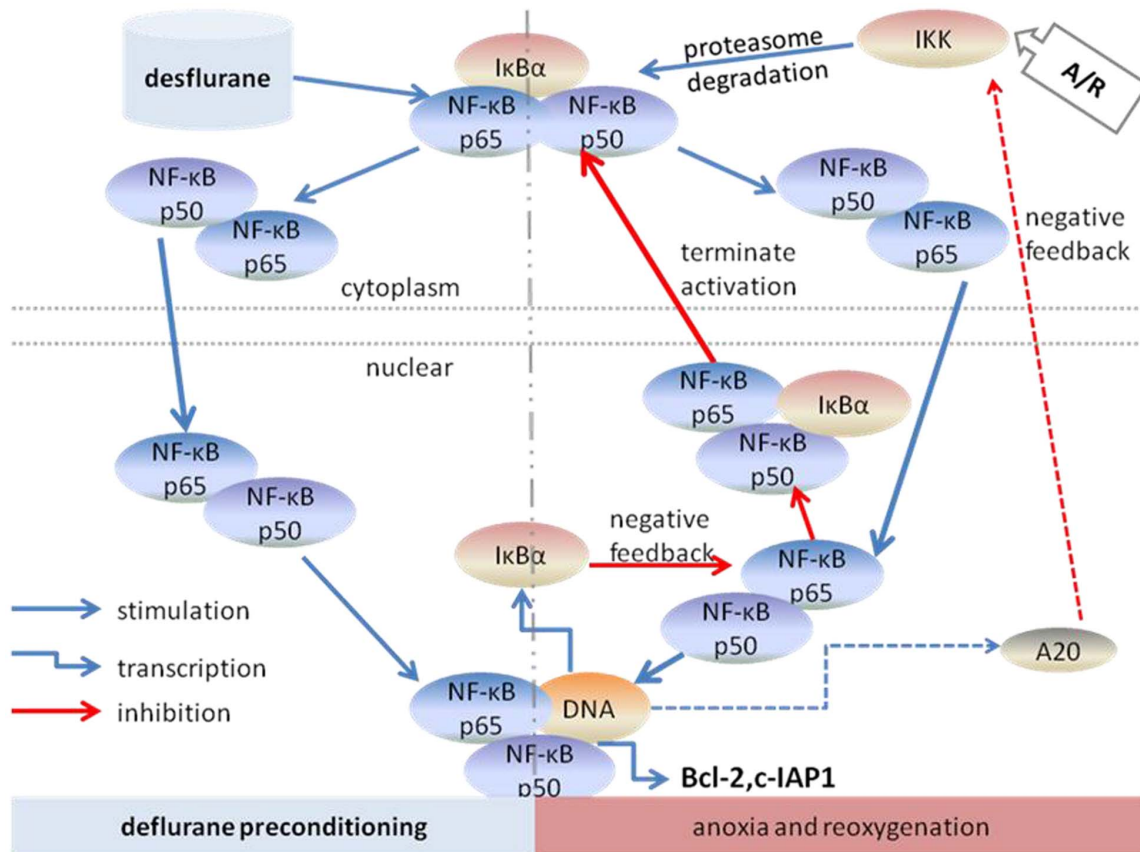 desflurane
IκBα
NF-κB
p65
NF-κB
p50
proteasome
degradation
IKK
A/R
NF-κB
p50
NF-κB
p65
NF-κB
p50
NF-κB
p65
negative
feedback
terminate
activation
cytoplasm
nuclear
NF-κB
p65
IκBα
NF-κB
p50
NF-κB
p65
NF-κB
p50
IκBα
negative
feedback
NF-κB
p65
NF-κB
p50
A20
stimulation
transcription
inhibition
NF-κB
p65
DNA
NF-κB
p50
Bcl-2,c-IAP1
deflurane preconditioning
anoxia and reoxygenation